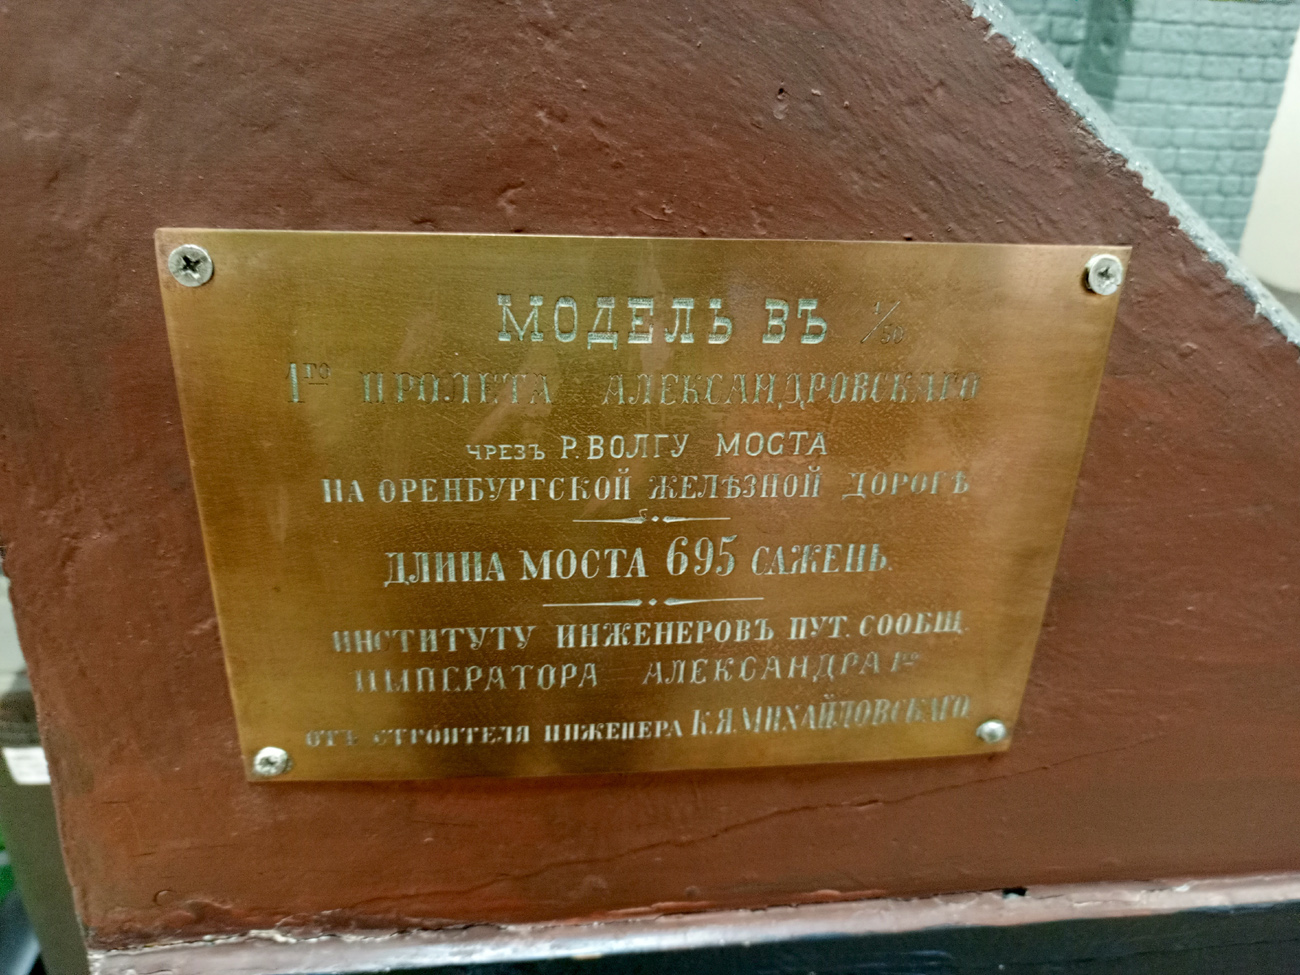 МОДЕЛЬ ВЪ 1/50
1ГО ПРОЛЕТА АЛЕКСАНДРОВСКАГО
ЧРЕЗЪ Р. ВОЛГУ МОСТА
НА ОРЕНБУРГСКОЙ ЖЕЛѢЗНОЙ ДОРОГѢ
ДЛИНА МОСТА 695 САЖЕНЬ.
ИНСТИТУТУ ИНЖЕНЕРОВЪ ПУТ. СООБЩ.
ИМПЕРАТОРА АЛЕКСАНДРА 1го
ОТЪ СТРОИТЕЛЯ ИНЖЕНЕРА К.Я. МИХАЙЛОВСКАГО